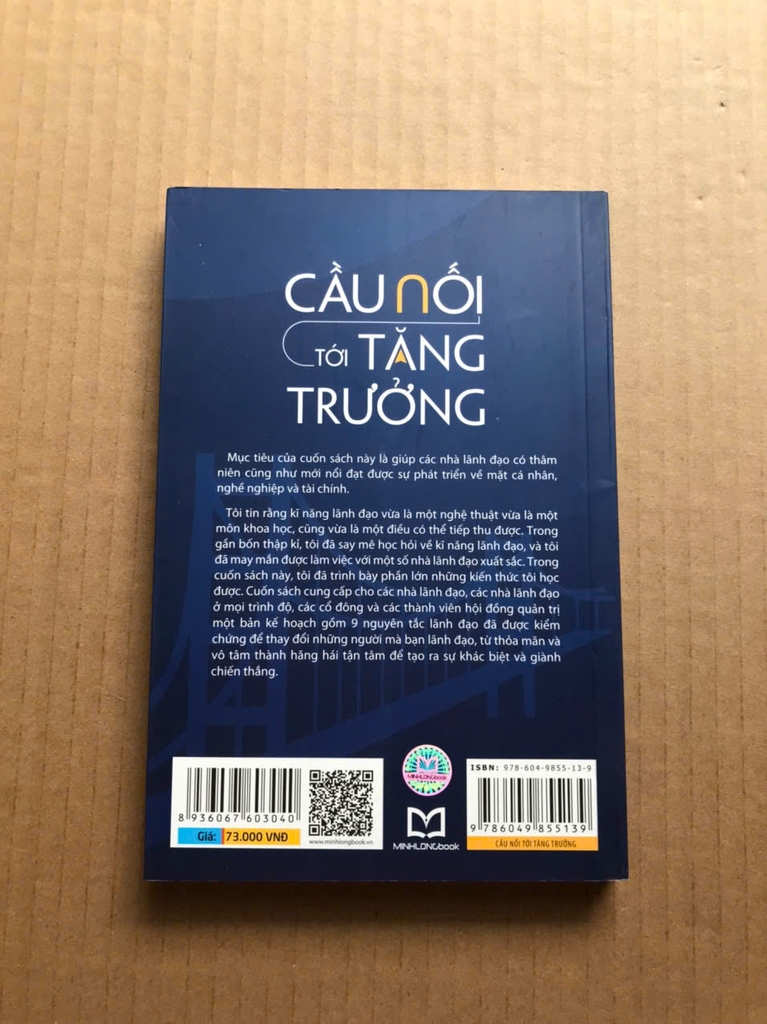 CẦU NỐI
TỚI TĂNG
TRƯỞNG
Mục tiêu của cuốn sách này là giúp các nhà lãnh đạo có thâm
niên cũng như mới nổi đạt được sự phát triển về mặt cá nhân,
nghề nghiệp và tài chính.
Tôi tin rằng kĩ năng lãnh đạo vừa là một nghệ thuật vừa là một
môn khoa học, cũng vừa là một điều có thể tiếp thu được. Trong
gần bốn thập kỉ, tôi đã say mê học hỏi về kĩ năng lãnh đạo, và tôi
đã may mắn được làm việc với một số nhà lãnh đạo xuất sắc. Trong
cuốn sách này, tôi đã trình bày phần lớn những kiến thức tôi học
được. Cuốn sách cung cấp cho các nhà lãnh đạo, các nhà lãnh đạo
ở mọi trình độ, các cổ đông và các thành viên hội đồng quản trị
một bản kế hoạch gồm 9 nguyên tắc lãnh đạo đã được kiểm
chứng để thay đổi những người mà bạn lãnh đạo, từ thỏa mãn và
vô tâm thành hăng hái tận tâm để tạo ra sự khác biệt và giành
chiến thắng.
8 936067 603040
Giá: 73.000 VNĐ
www.minhlongbook.vn
MINHLONGbook
MINHLONGbook
ISBN: 978-604-9855-13-9
9 786049 855139
CẦU NỐI TỚI TĂNG TRƯỞNG